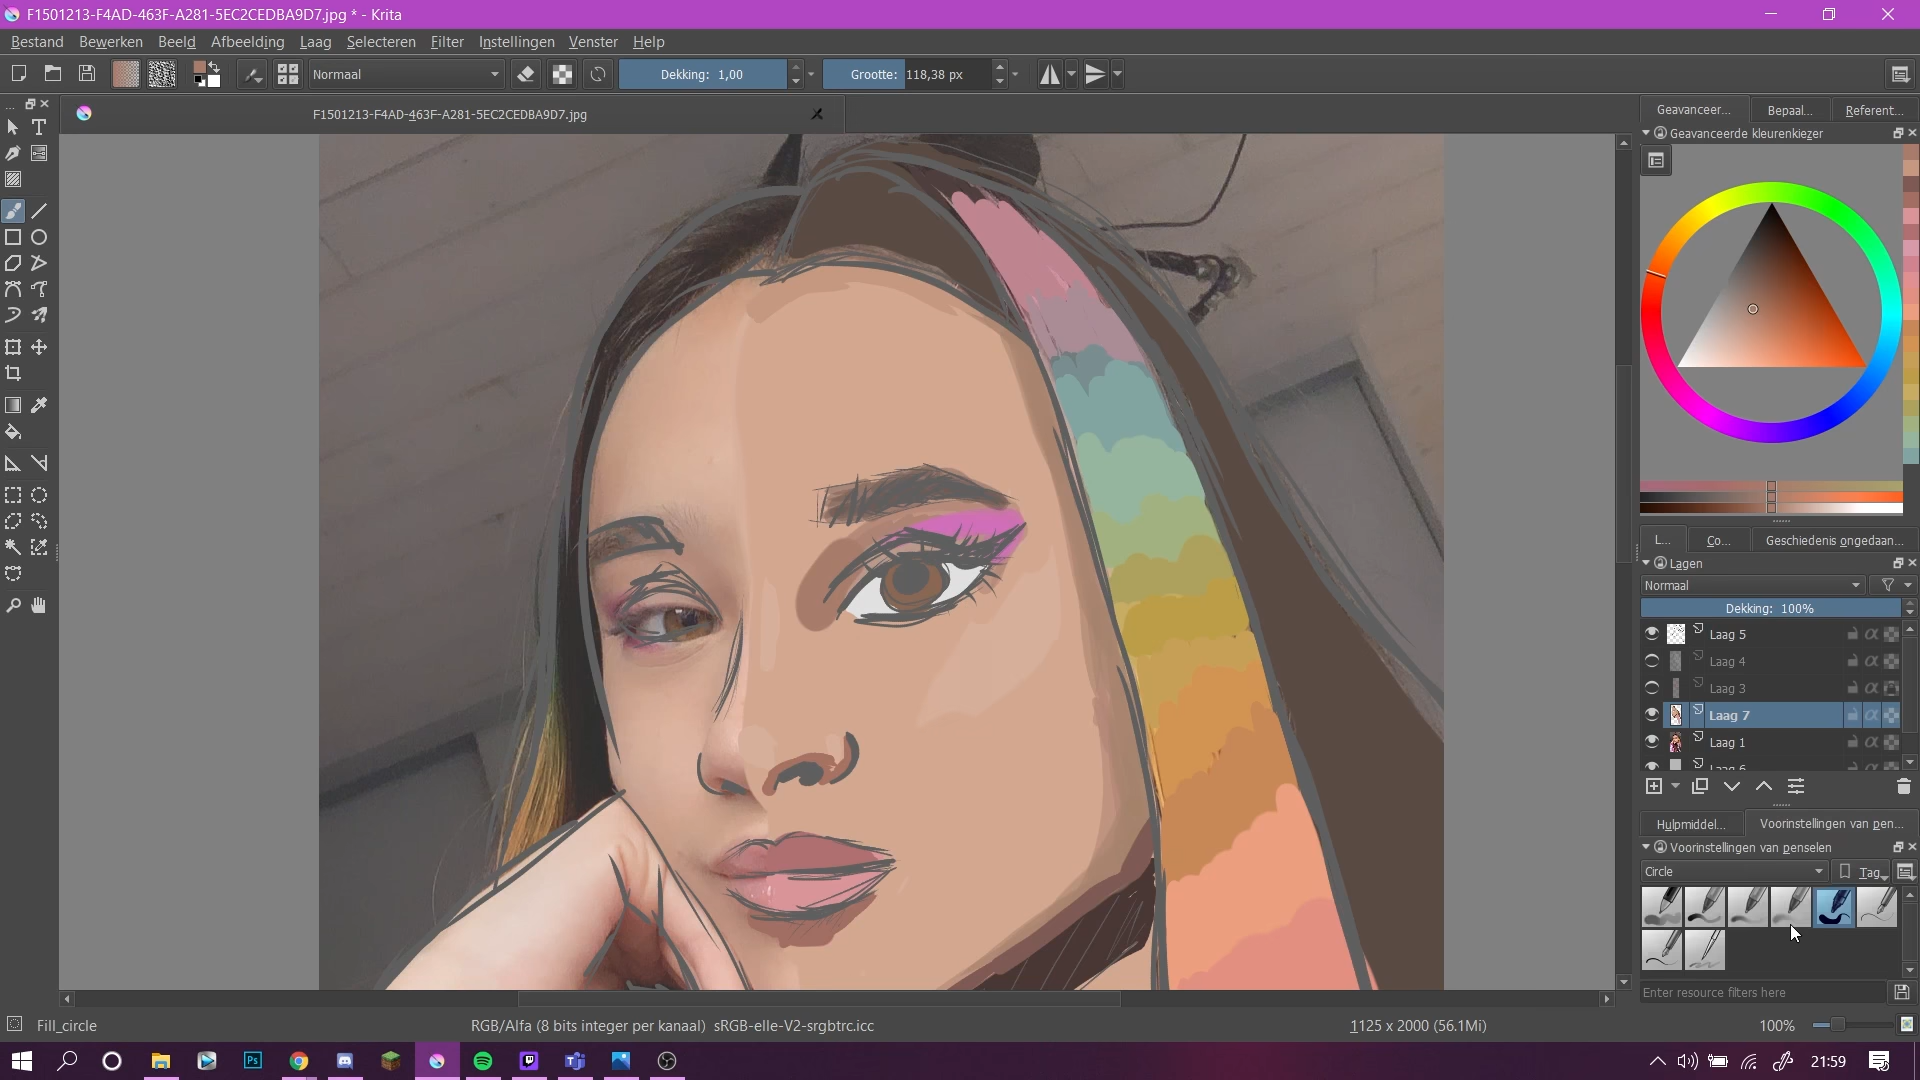 F1501213-F4AD-463F-A281-5EC2CEDBA9D7.jpg * - Krita
Bestand Bewerken Beeld Afbeelding Laag Selecteren Filter Instellingen Venster Help
Normaal Dekking: 1,00 Grootte: 118,38 px
F1501213-F4AD-463F-A281-5EC2CEDBA9D7.jpg
Geavanceer... Bepaal... Referent...
Geavanceerde kleurenkiezer
L... Co... Geschiedenis ongedaan...
Lagen
Normaal
Dekking: 100%
Laag 5
Laag 4
Laag 3
Laag 7
Laag 1
Laag 6
Hulpmiddel... Voorinstellingen van pen...
Voorinstellingen van penselen
Circle Tag
Enter resource filters here
Fill_circle RGB/Alfa (8 bits integer per kanaal) sRGB-elle-V2-srgbtrc.icc 1125 x 2000 (56.1Mi) 100%
Ps 21:59